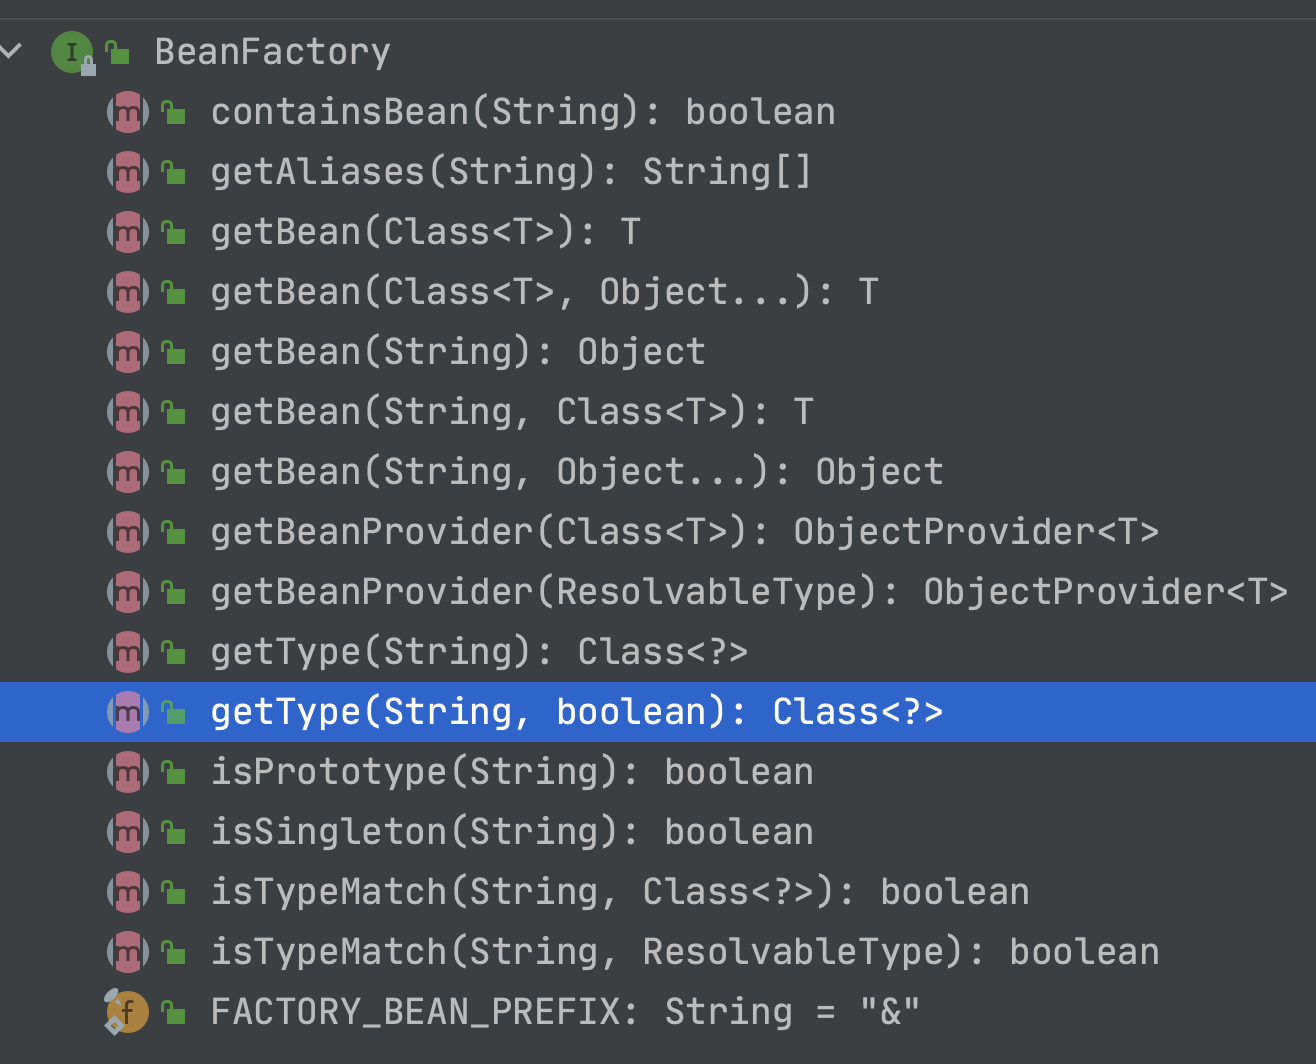 BeanFactory
containsBean(String): boolean
getAliases(String): String[]
getBean(Class<T>): T
getBean(Class<T>, Object...): T
getBean(String): Object
getBean(String, Class<T>): T
getBean(String, Object...): Object
getBeanProvider(Class<T>): ObjectProvider<T>
getBeanProvider(ResolvableType): ObjectProvider<T>
getType(String): Class<?>
getType(String, boolean): Class<?>
isPrototype(String): boolean
isSingleton(String): boolean
isTypeMatch(String, Class<?>): boolean
isTypeMatch(String, ResolvableType): boolean
FACTORY_BEAN_PREFIX: String = "&"